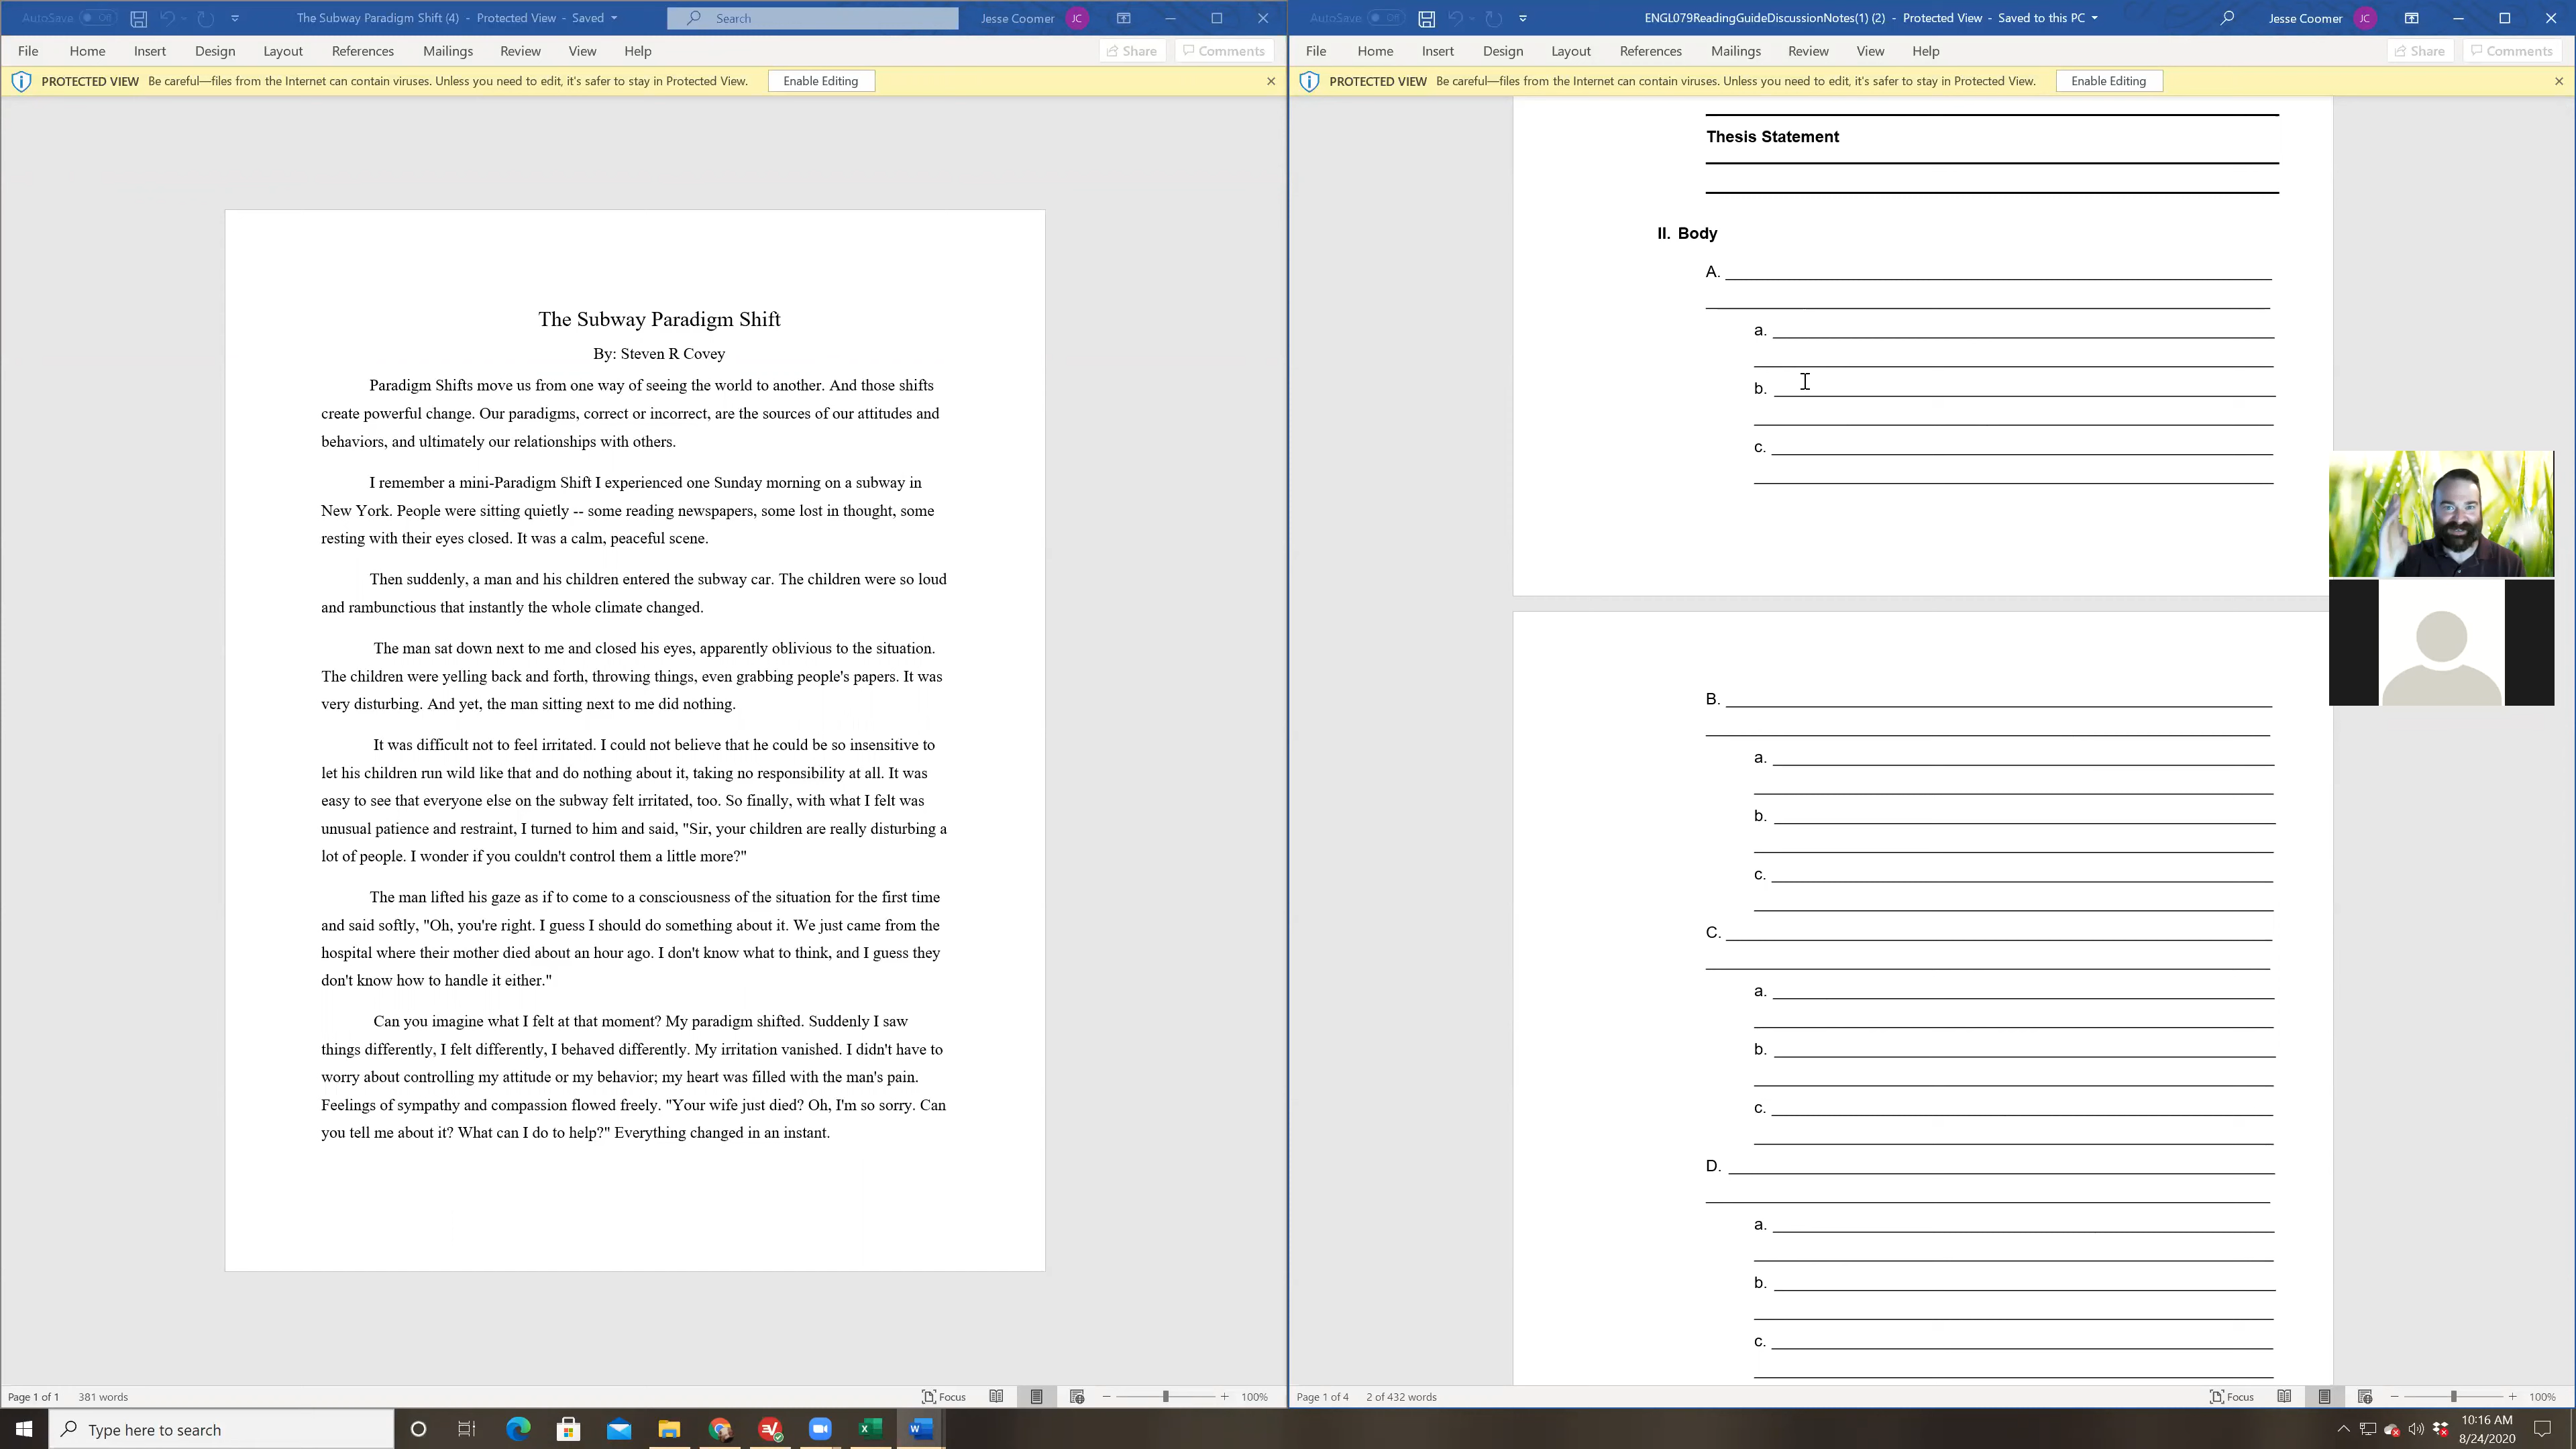 AutoSave Off The Subway Paradigm Shift (4) - Protected View - Saved Search Jesse Coomer JC
File Home Insert Design Layout References Mailings Review View Help Share Comments
PROTECTED VIEW Be careful—files from the Internet can contain viruses. Unless you need to edit, it's safer to stay in Protected View. Enable Editing
The Subway Paradigm Shift
By: Steven R Covey
Paradigm Shifts move us from one way of seeing the world to another. And those shifts
create powerful change. Our paradigms, correct or incorrect, are the sources of our attitudes and
behaviors, and ultimately our relationships with others.
I remember a mini-Paradigm Shift I experienced one Sunday morning on a subway in
New York. People were sitting quietly -- some reading newspapers, some lost in thought, some
resting with their eyes closed. It was a calm, peaceful scene.
Then suddenly, a man and his children entered the subway car. The children were so loud
and rambunctious that instantly the whole climate changed.
The man sat down next to me and closed his eyes, apparently oblivious to the situation.
The children were yelling back and forth, throwing things, even grabbing people's papers. It was
very disturbing. And yet, the man sitting next to me did nothing.
It was difficult not to feel irritated. I could not believe that he could be so insensitive to
let his children run wild like that and do nothing about it, taking no responsibility at all. It was
easy to see that everyone else on the subway felt irritated, too. So finally, with what I felt was
unusual patience and restraint, I turned to him and said, "Sir, your children are really disturbing a
lot of people. I wonder if you couldn't control them a little more?"
The man lifted his gaze as if to come to a consciousness of the situation for the first time
and said softly, "Oh, you're right. I guess I should do something about it. We just came from the
hospital where their mother died about an hour ago. I don't know what to think, and I guess they
don't know how to handle it either."
Can you imagine what I felt at that moment? My paradigm shifted. Suddenly I saw
things differently, I felt differently, I behaved differently. My irritation vanished. I didn't have to
worry about controlling my attitude or my behavior; my heart was filled with the man's pain.
Feelings of sympathy and compassion flowed freely. "Your wife just died? Oh, I'm so sorry. Can
you tell me about it? What can I do to help?" Everything changed in an instant.
Page 1 of 1 381 words Focus 100%
AutoSave Off ENGL079ReadingGuideDiscussionNotes(1) (2) - Protected View - Saved to this PC Jesse Coomer JC
File Home Insert Design Layout References Mailings Review View Help Share Comments
PROTECTED VIEW Be careful—files from the Internet can contain viruses. Unless you need to edit, it's safer to stay in Protected View. Enable Editing
Thesis Statement
II. Body
A.
a.
b.
c.
B.
a.
b.
c.
C.
a.
b.
c.
D.
a.
b.
c.
Page 1 of 4 2 of 432 words Focus 100%
Type here to search
10:16 AM
8/24/2020